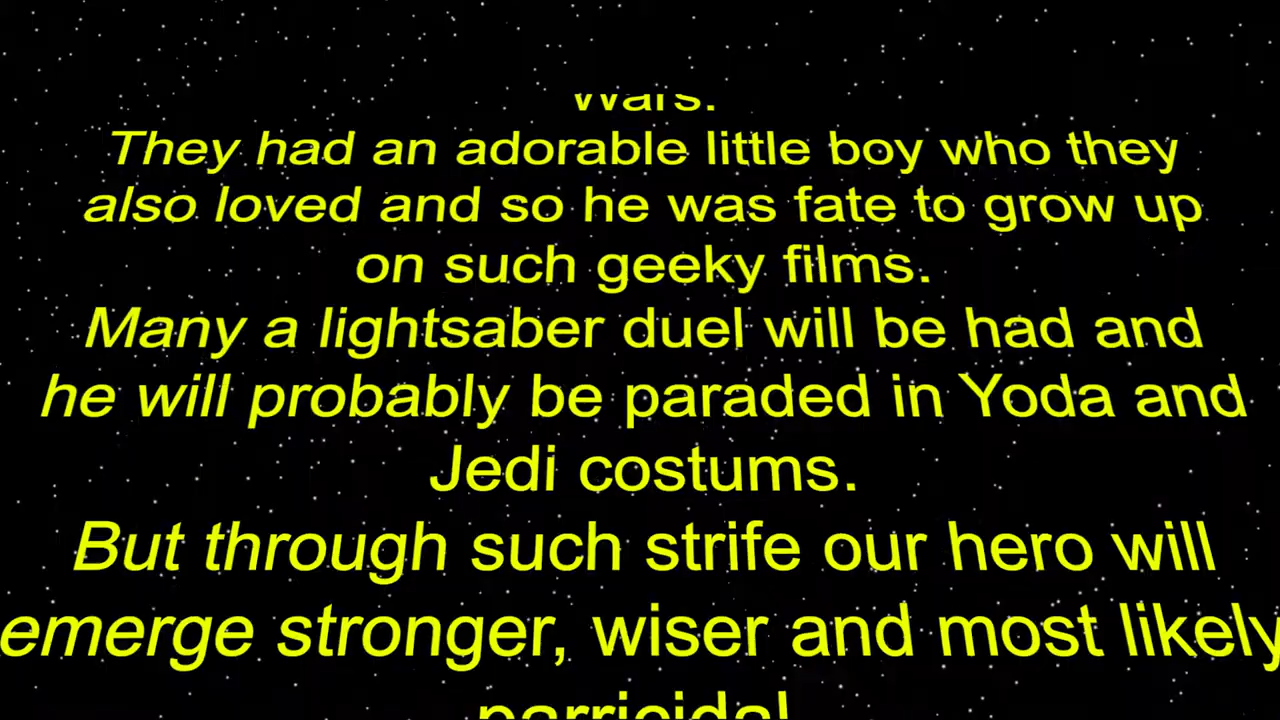 Wars.
They had an adorable little boy who they
also loved and so he was fate to grow up
on such geeky films.
Many a lightsaber duel will be had and
he will probably be paraded in Yoda and
Jedi costums.
But through such strife our hero will
emerge stronger, wiser and most likely
parricidal